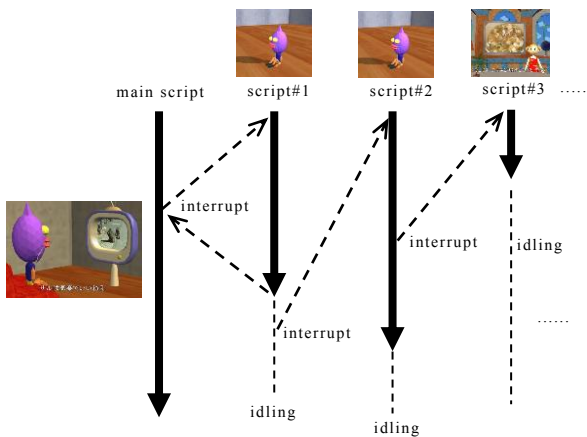 main script
script#1
script#2
script#3
......
interrupt
interrupt
interrupt
idling
......
idling
idling